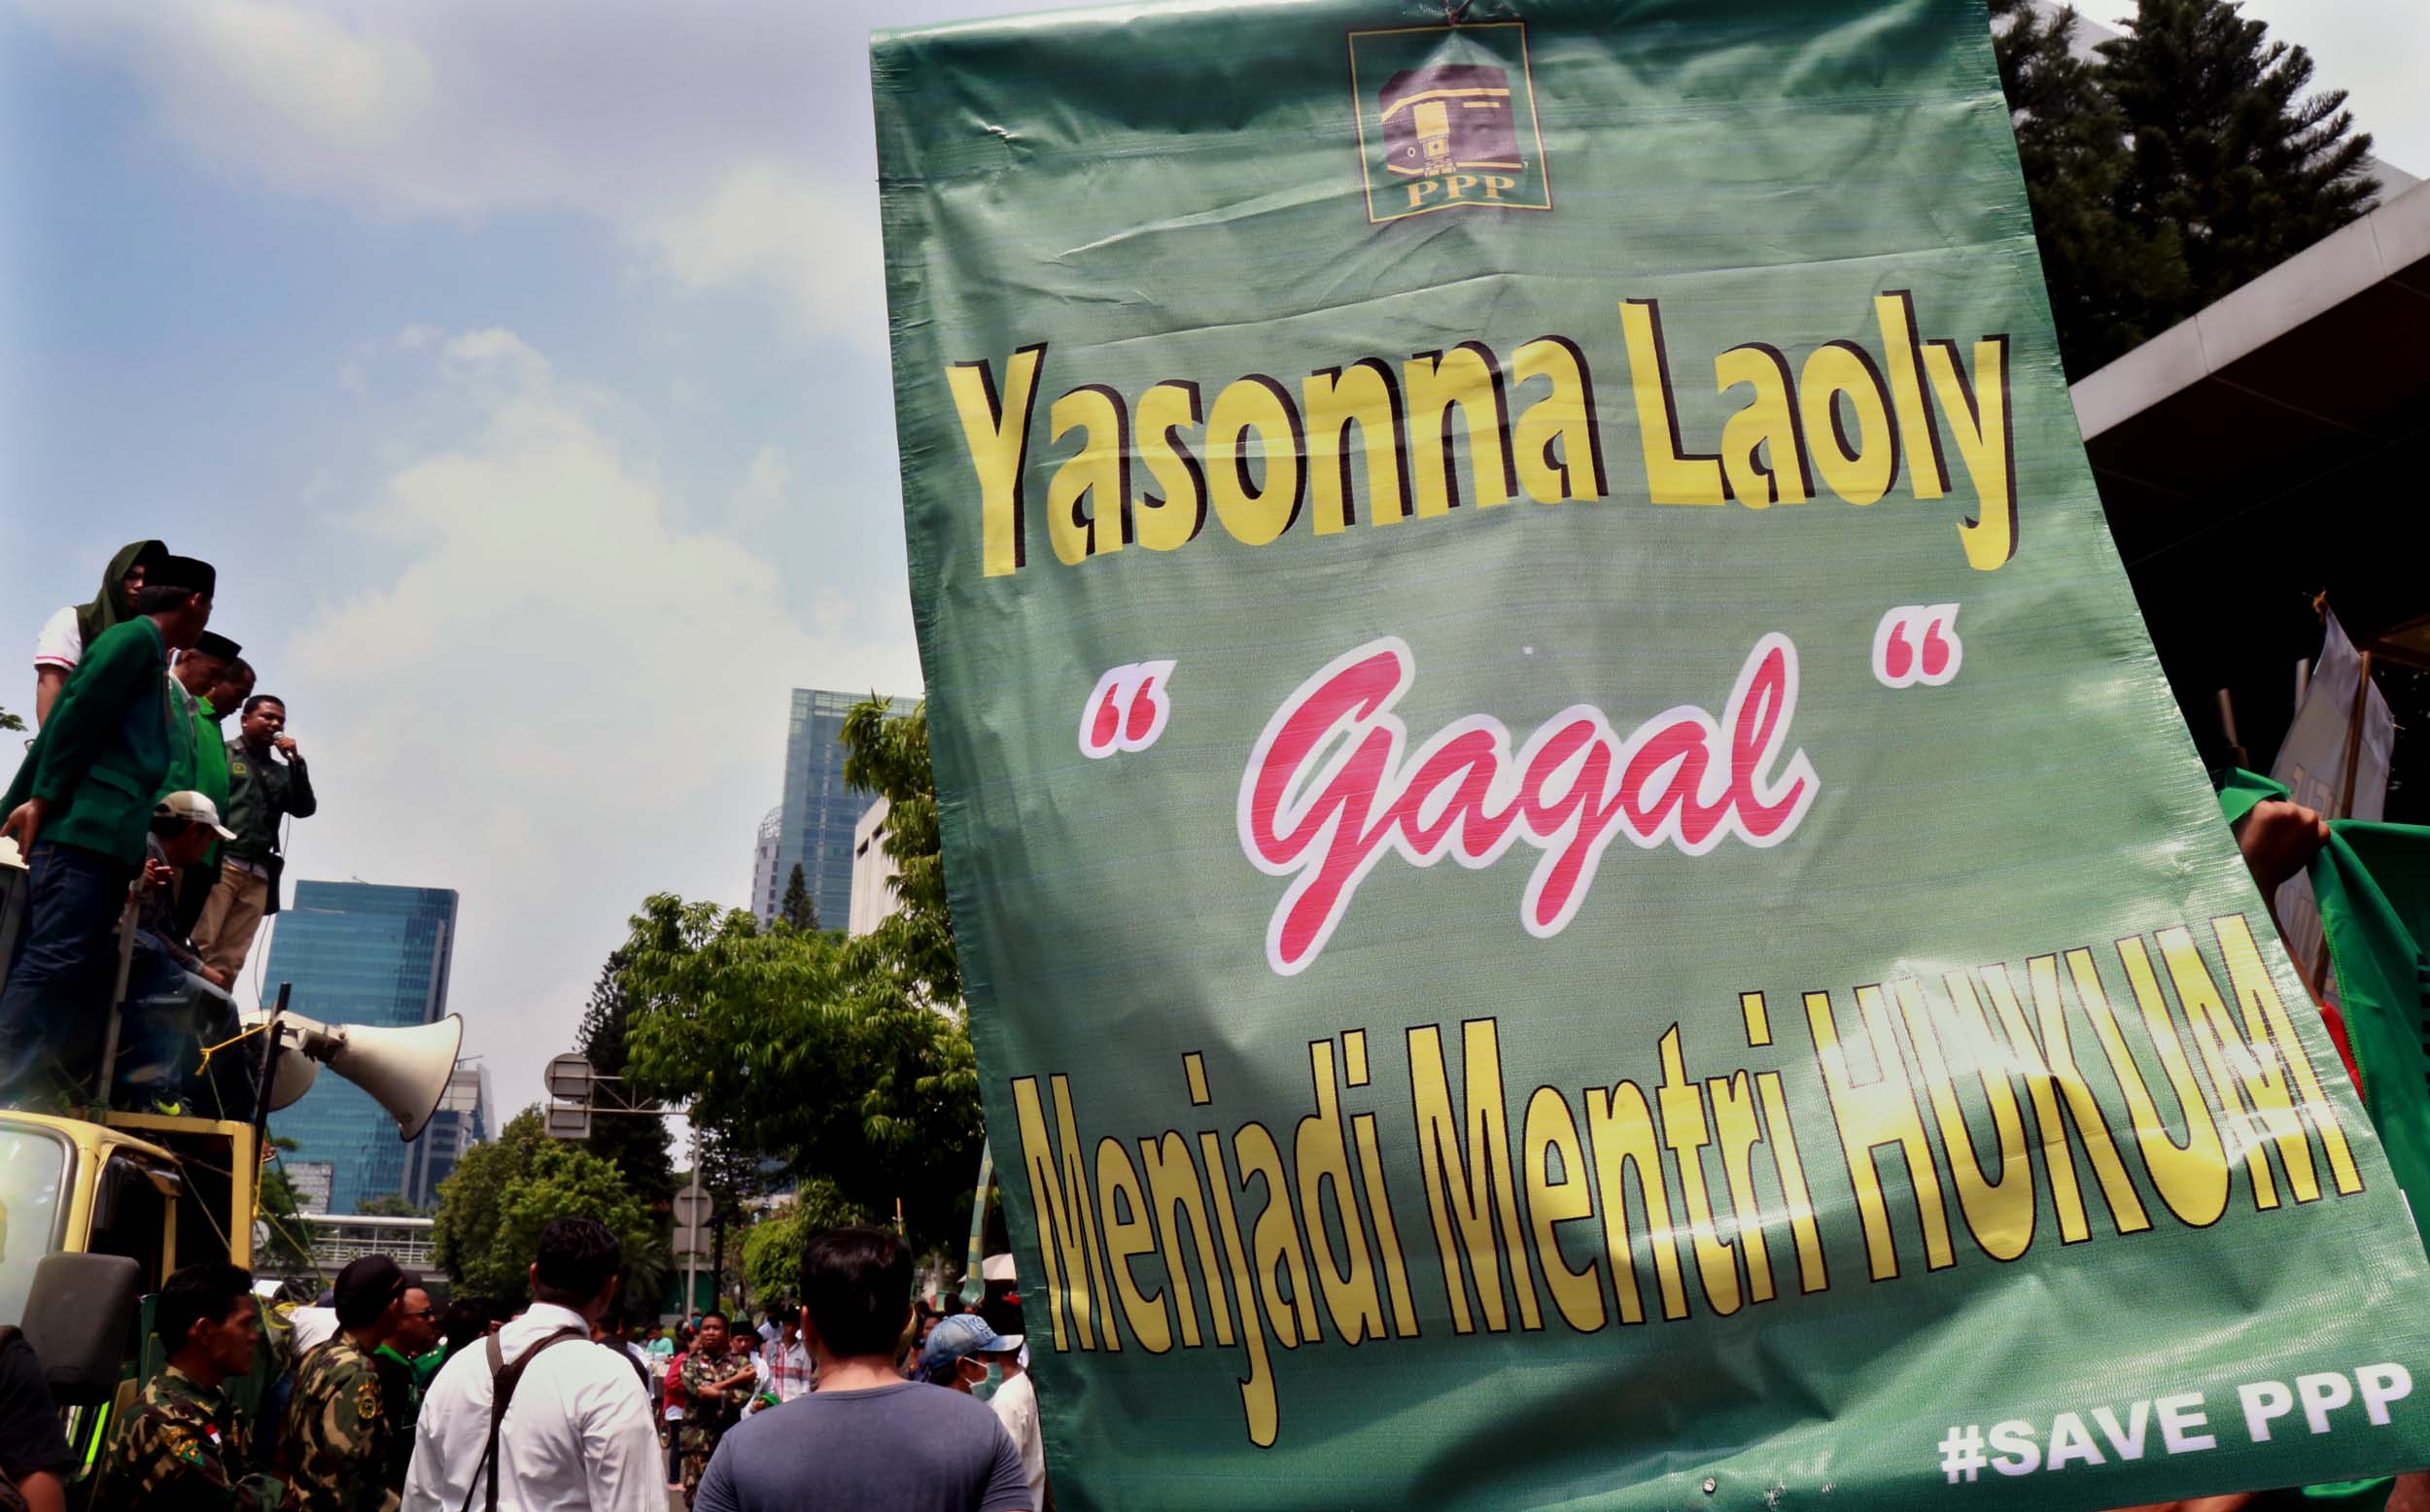 PPP
Yasonna Laoly
“ Gagal “
Menjadi Mentri HUKUM
#SAVE PPP